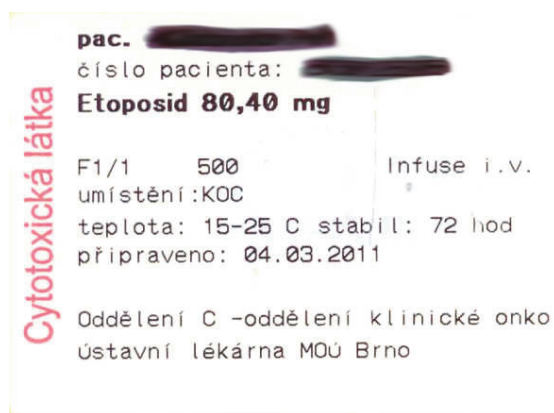 pac.
číslo pacienta:
Etoposid 80,40 mg
F1/1 500 Infuse i.v.
umístění:KOC
teplota: 15-25 C stabil: 72 hod
připraveno: 04.03.2011
Oddělení C -oddělení klinické onko
ústavní lékárna MOÚ Brno
Cytotoxická látka